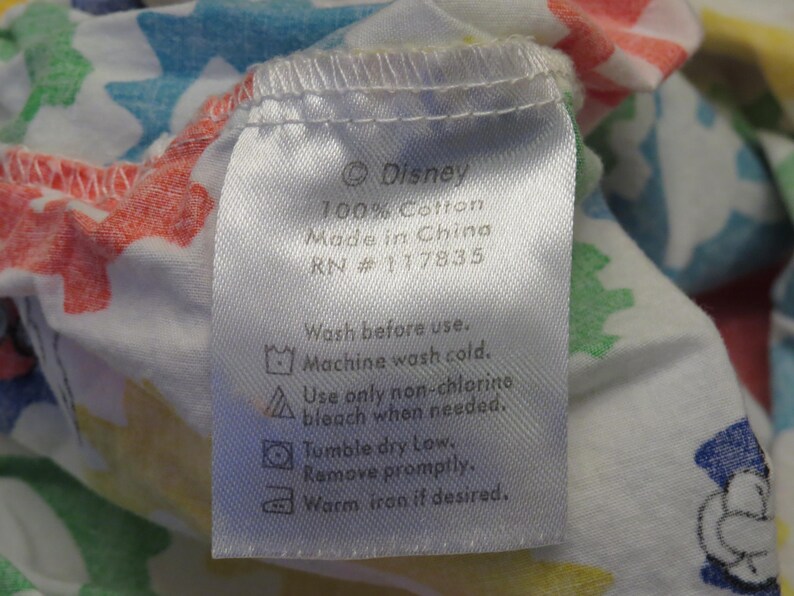 © Disney
100% Cotton
Made in China
RN # 117835
Wash before use.
Machine wash cold.
Use only non-chlorine
bleach when needed.
Tumble dry Low.
Remove promptly.
Warm iron if desired.